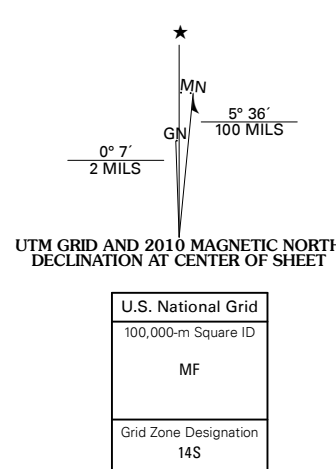 ★
MN
GN
5° 36´
100 MILS
0° 7´
2 MILS
UTM GRID AND 2010 MAGNETIC NORTH
DECLINATION AT CENTER OF SHEET
U.S. National Grid
100,000-m Square ID
MF
Grid Zone Designation
14S